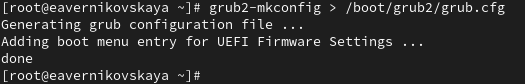 [root@eavernikovskaya ~]# grub2-mkconfig > /boot/grub2/grub.cfg
Generating grub configuration file ...
Adding boot menu entry for UEFI Firmware Settings ...
done
[root@eavernikovskaya ~]#